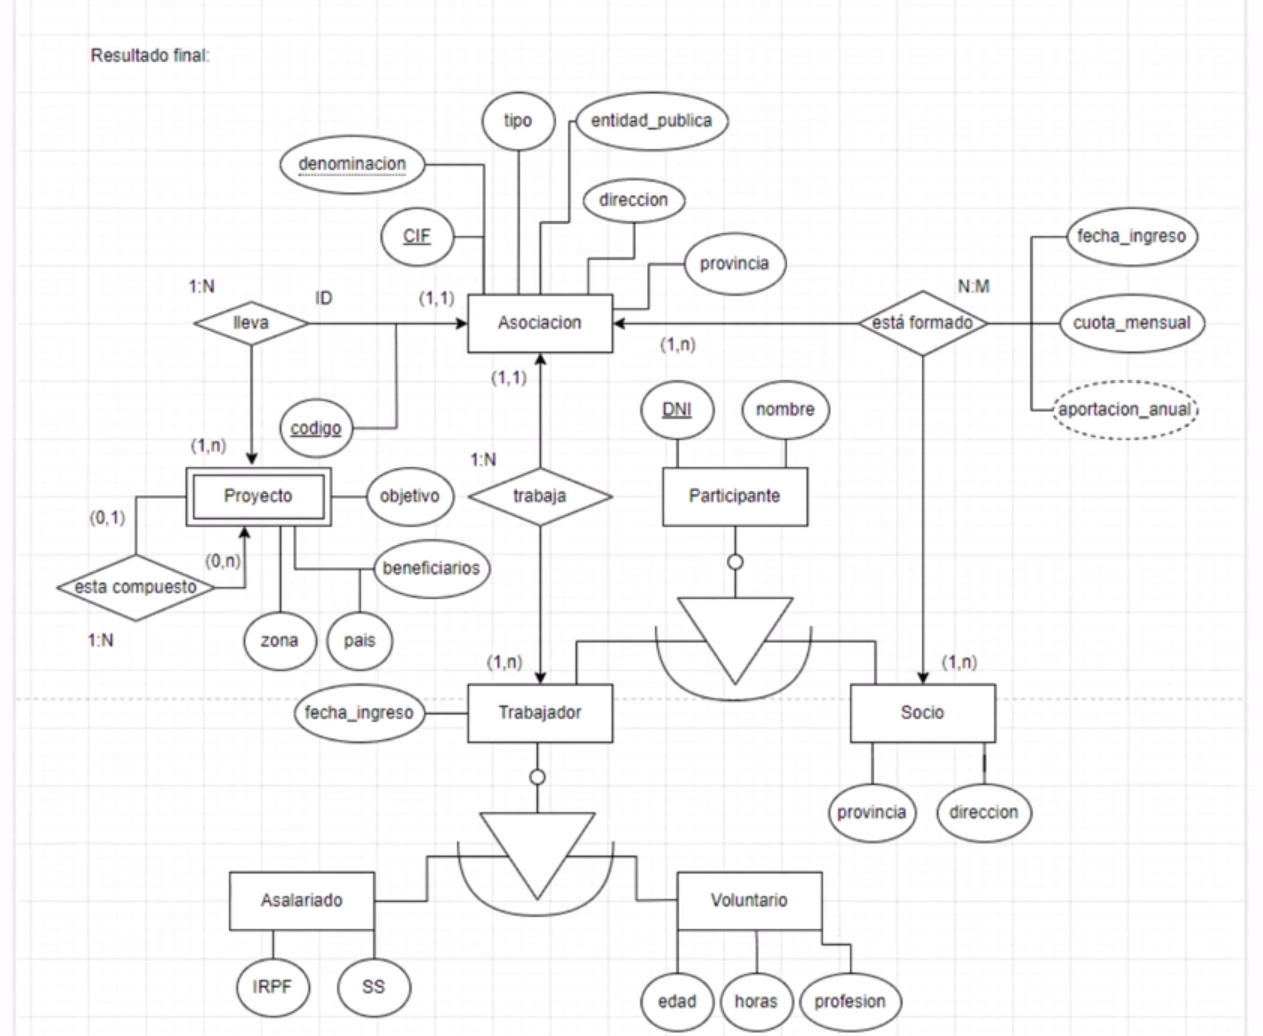 Resultado final:
tipo
entidad_publica
denominacion
direccion
CIF
provincia
fecha_ingreso
1:N
ID
(1,1)
N:M
lleva
Asociacion
está formado
cuota_mensual
(1,n)
(1,1)
DNI
nombre
aportacion_anual
codigo
(1,n)
1:N
Proyecto
objetivo
trabaja
Participante
(0,1)
(0,n)
beneficiarios
esta compuesto
1:N
zona
pais
(1,n)
(1,n)
fecha_ingreso
Trabajador
Socio
provincia
direccion
Asalariado
Voluntario
IRPF
SS
edad
horas
profesion